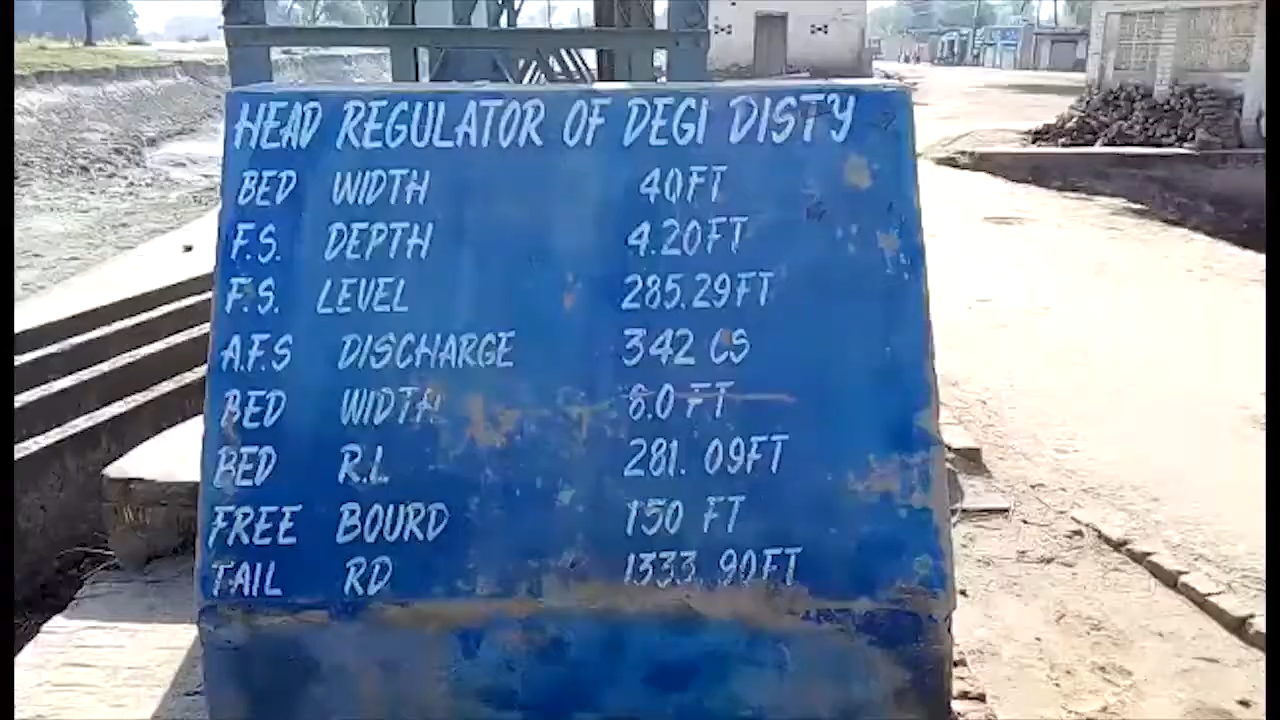 HEAD REGULATOR OF DEGI DISTY
BED WIDTH 40FT
F.S. DEPTH 4.20FT
F.S. LEVEL 285.29FT
A.F.S DISCHARGE 342 CS
BED WIDTH 8.0 FT
BED R.L 281.09FT
FREE BOURD 150 FT
TAIL RD 1333.90FT